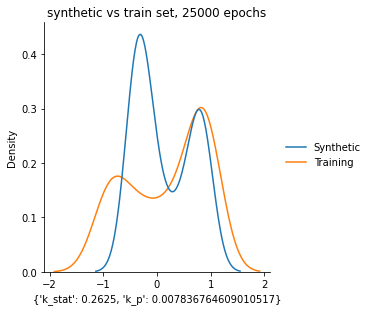 synthetic vs train set, 25000 epochs
0.4
0.3
0.2
0.1
0.0
Density
Synthetic
Training
−2
−1
0
1
2
{'k_stat': 0.2625, 'k_p': 0.007836764609010517}